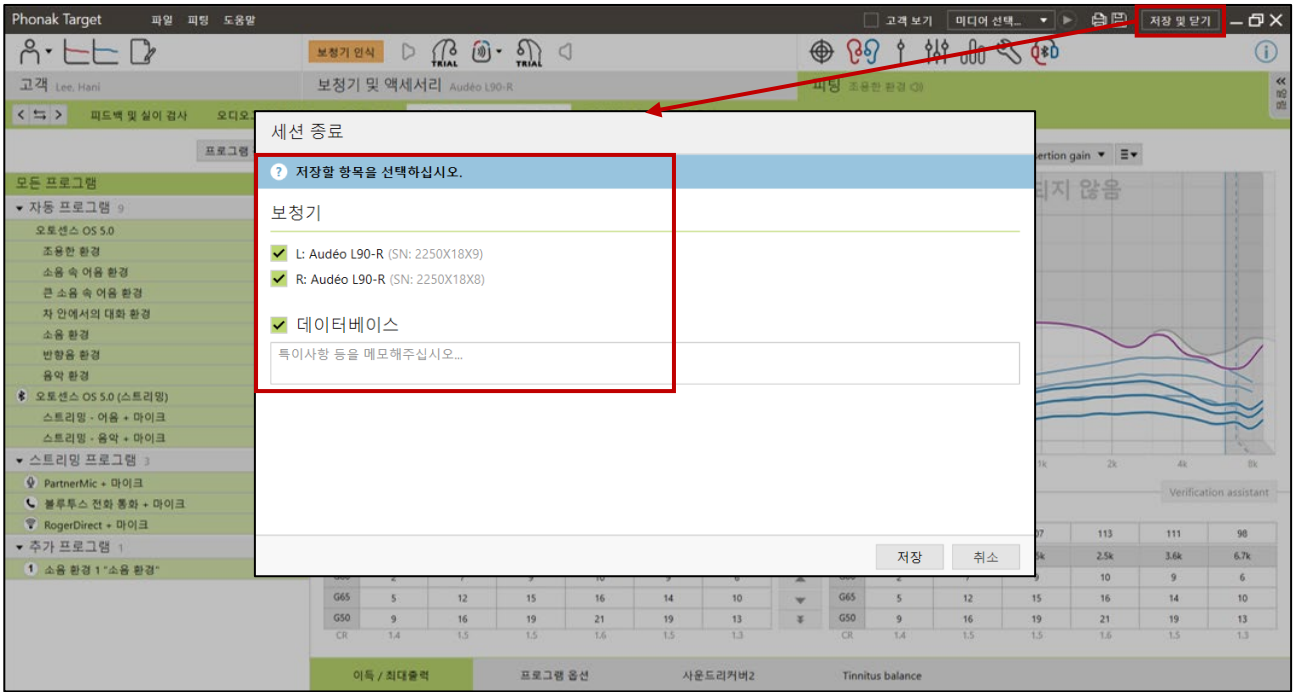 Phonak Target 파일 피팅 도움말 고객 보기 미디어 선택... 저장 및 닫기
보청기 인식 TRIAL TRIAL
고객 Lee, Hani 보청기 및 액세서리 Audéo L90-R 피팅 조용한 환경
피드백 및 실이 검사 오디오
세션 종료
프로그램
저장할 항목을 선택하십시오.
ertion gain
모든 프로그램
되지 않음
자동 프로그램 9
보청기
오토센스 OS 5.0
조용한 환경
L: Audéo L90-R (SN: 2250X18X9)
소음 속 어음 환경
R: Audéo L90-R (SN: 2250X18X8)
큰 소음 속 어음 환경
차 안에서의 대화 환경
데이터베이스
소음 환경
특이사항 등을 메모해주십시오...
반향음 환경
음악 환경
오토센스 OS 5.0 (스트리밍)
스트리밍 - 어음 + 마이크
스트리밍 - 음악 + 마이크
스트리밍 프로그램 3
1k 2k 4k 8k
PartnerMic + 마이크
Verification assistant
블루투스 전화 통화 + 마이크
RogerDirect + 마이크
07 113 111 98
추가 프로그램 1
저장 취소
5k 2.5k 3.6k 6.7k
1 소음 환경 1 "소음 환경"
9 10 9 6
G65 5 12 15 16 14 10 G65 5 12 15 16 14 10
G50 9 16 19 21 19 13 G50 9 16 19 21 19 13
CR 1.4 1.5 1.5 1.6 1.5 1.3 CR 1.4 1.5 1.5 1.6 1.5 1.3
이득 / 최대출력 프로그램 옵션 사운드리커버2 Tinnitus balance